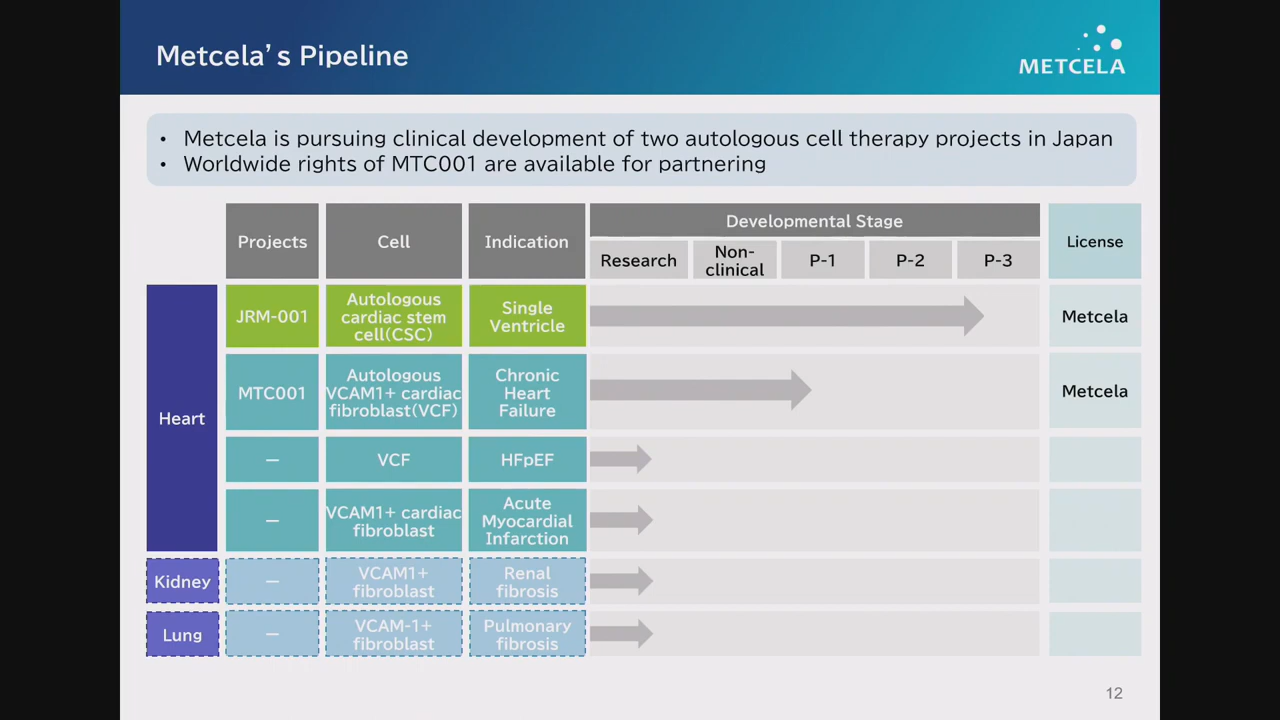 Metcela's Pipeline
METCELA
• Metcela is pursuing clinical development of two autologous cell therapy projects in Japan
• Worldwide rights of MTC001 are available for partnering
Projects
Cell
Indication
Developmental Stage
Research
Non-
clinical
P-1
P-2
P-3
License
Heart
JRM-001
Autologous
cardiac stem
cell(CSC)
Single
Ventricle
Metcela
MTC001
Autologous
VCAM1+ cardiac
fibroblast(VCF)
Chronic
Heart
Failure
Metcela
—
VCF
HFpEF
—
VCAM1+ cardiac
fibroblast
Acute
Myocardial
Infarction
Kidney
—
VCAM1+
fibroblast
Renal
fibrosis
Lung
—
VCAM-1+
fibroblast
Pulmonary
fibrosis
12